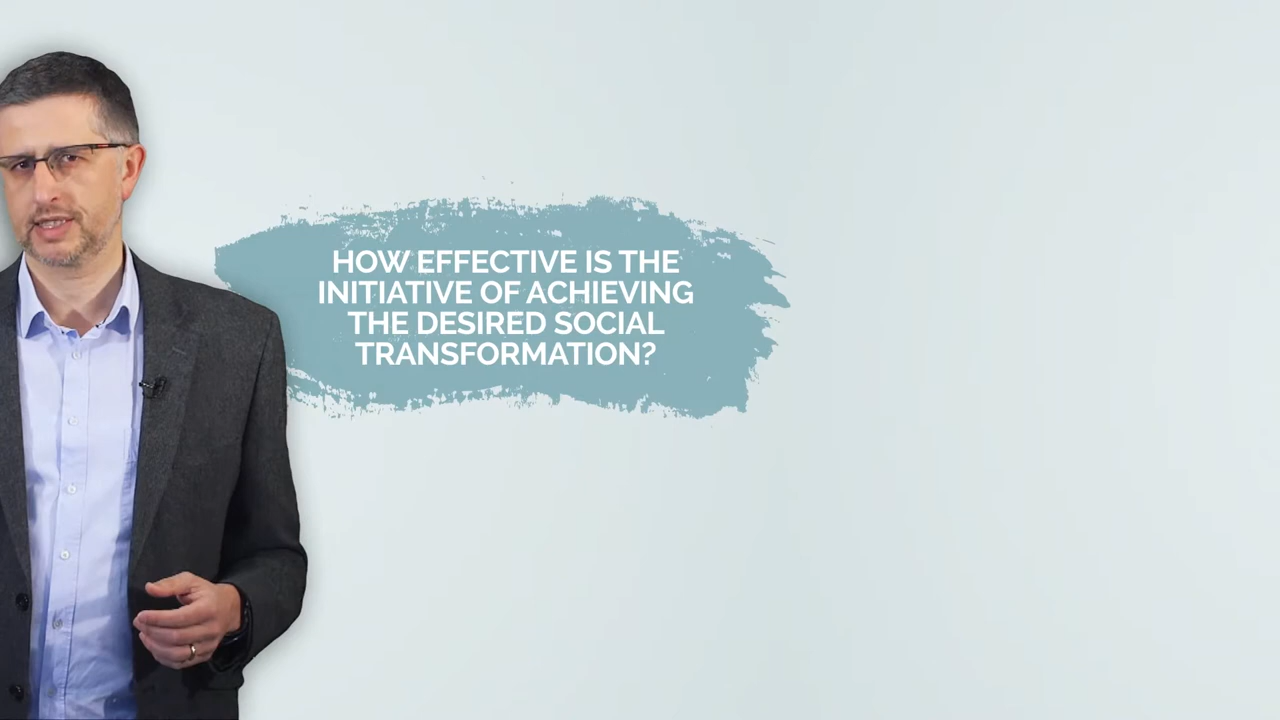 HOW EFFECTIVE IS THE
INITIATIVE OF ACHIEVING
THE DESIRED SOCIAL
TRANSFORMATION?